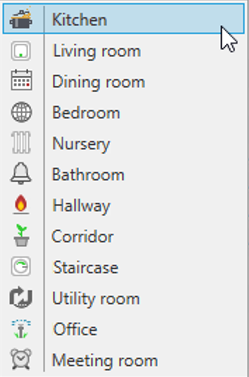 Kitchen
Living room
Dining room
Bedroom
Nursery
Bathroom
Hallway
Corridor
Staircase
Utility room
Office
Meeting room